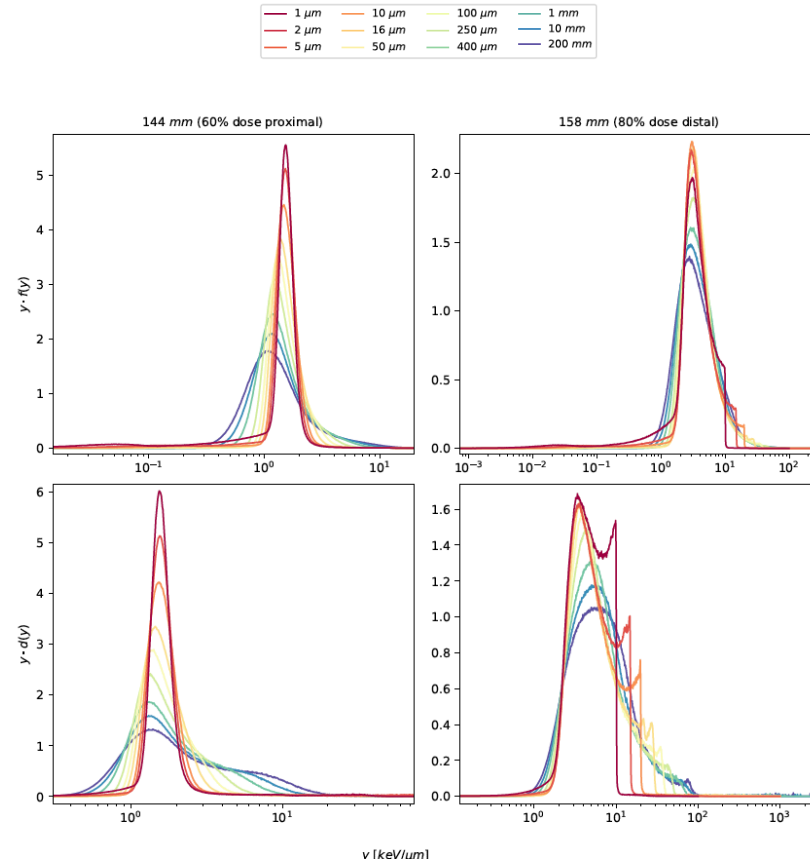 1 μm 10 μm 100 μm 1 mm
2 μm 16 μm 250 μm 10 mm
5 μm 50 μm 400 μm 200 mm
144 mm (60% dose proximal) 158 mm (80% dose distal)
5
4
3
2
1
0
y · f(y)
10⁻¹ 10⁰ 10¹
2.0
1.5
1.0
0.5
0.0
10⁻³ 10⁻² 10⁻¹ 10⁰ 10¹ 10²
6
5
4
3
2
1
0
y · d(y)
10⁰ 10¹
1.6
1.4
1.2
1.0
0.8
0.6
0.4
0.2
0.0
10⁰ 10¹ 10² 10³
y [keV/μm]